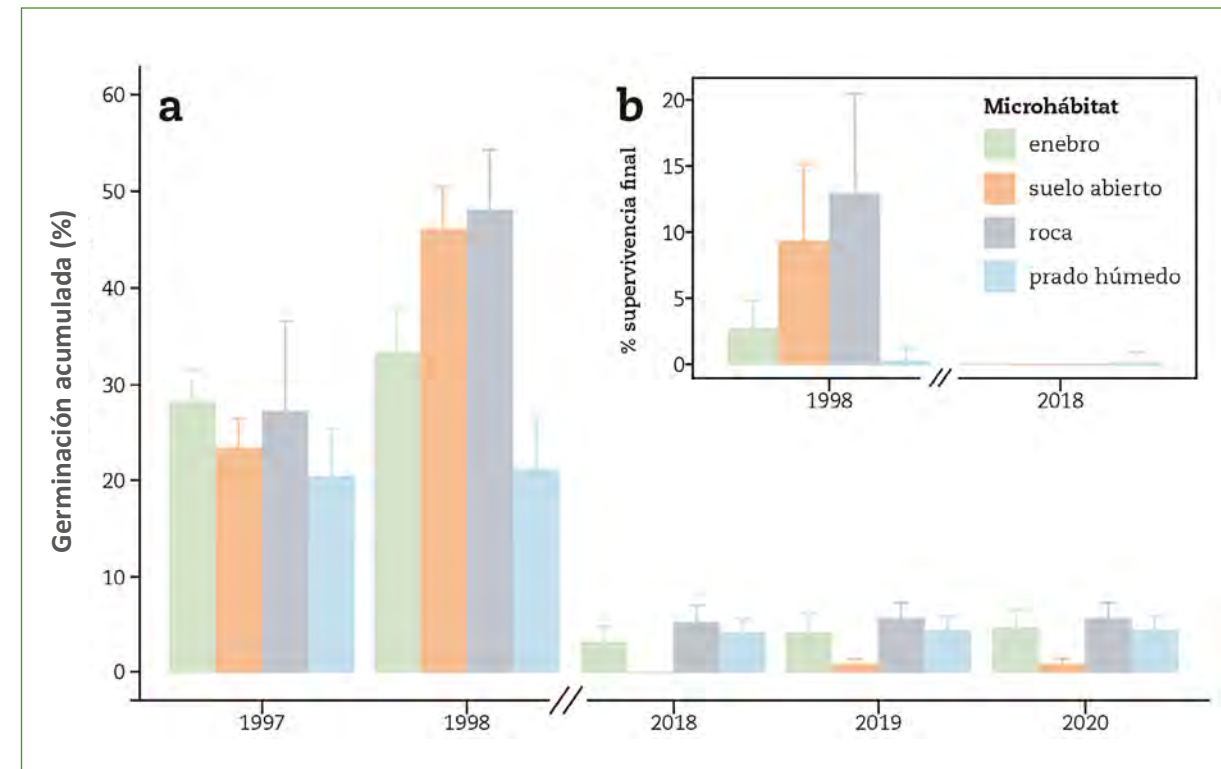 a
Germinación acumulada (%)
60
50
40
30
20
10
0
1997
1998
2018
2019
2020
b
% supervivencia final
20
15
10
5
0
1998
2018
Microhábitat
enebro
suelo abierto
roca
prado húmedo